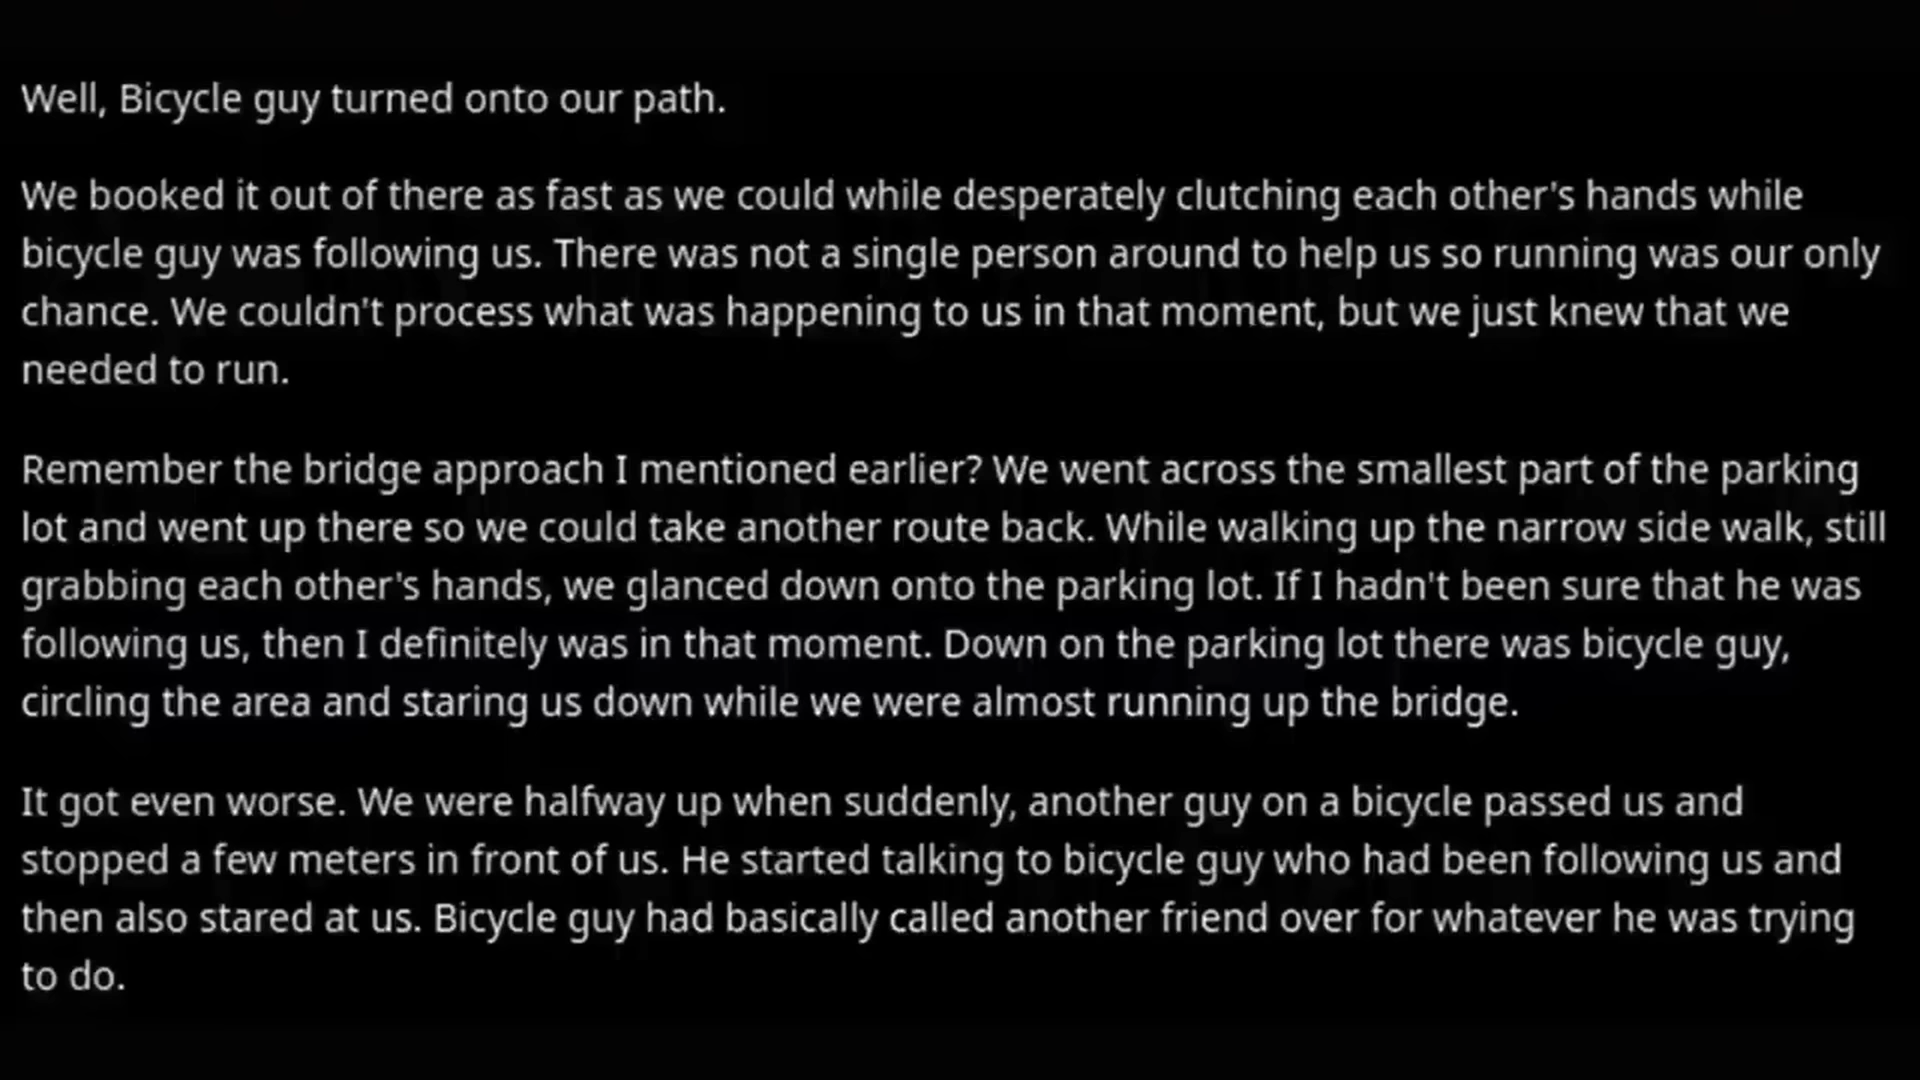 Well, Bicycle guy turned onto our path.
We booked it out of there as fast as we could while desperately clutching each other's hands while
bicycle guy was following us. There was not a single person around to help us so running was our only
chance. We couldn't process what was happening to us in that moment, but we just knew that we
needed to run.
Remember the bridge approach I mentioned earlier? We went across the smallest part of the parking
lot and went up there so we could take another route back. While walking up the narrow side walk, still
grabbing each other's hands, we glanced down onto the parking lot. If I hadn't been sure that he was
following us, then I definitely was in that moment. Down on the parking lot there was bicycle guy,
circling the area and staring us down while we were almost running up the bridge.
It got even worse. We were halfway up when suddenly, another guy on a bicycle passed us and
stopped a few meters in front of us. He started talking to bicycle guy who had been following us and
then also stared at us. Bicycle guy had basically called another friend over for whatever he was trying
to do.